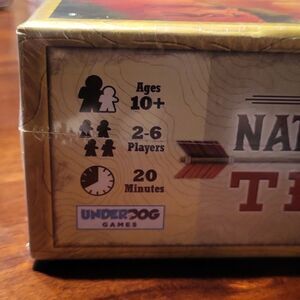 Ages
10+
2-6
Players
20
Minutes
UNDERDOG
GAMES
NAT